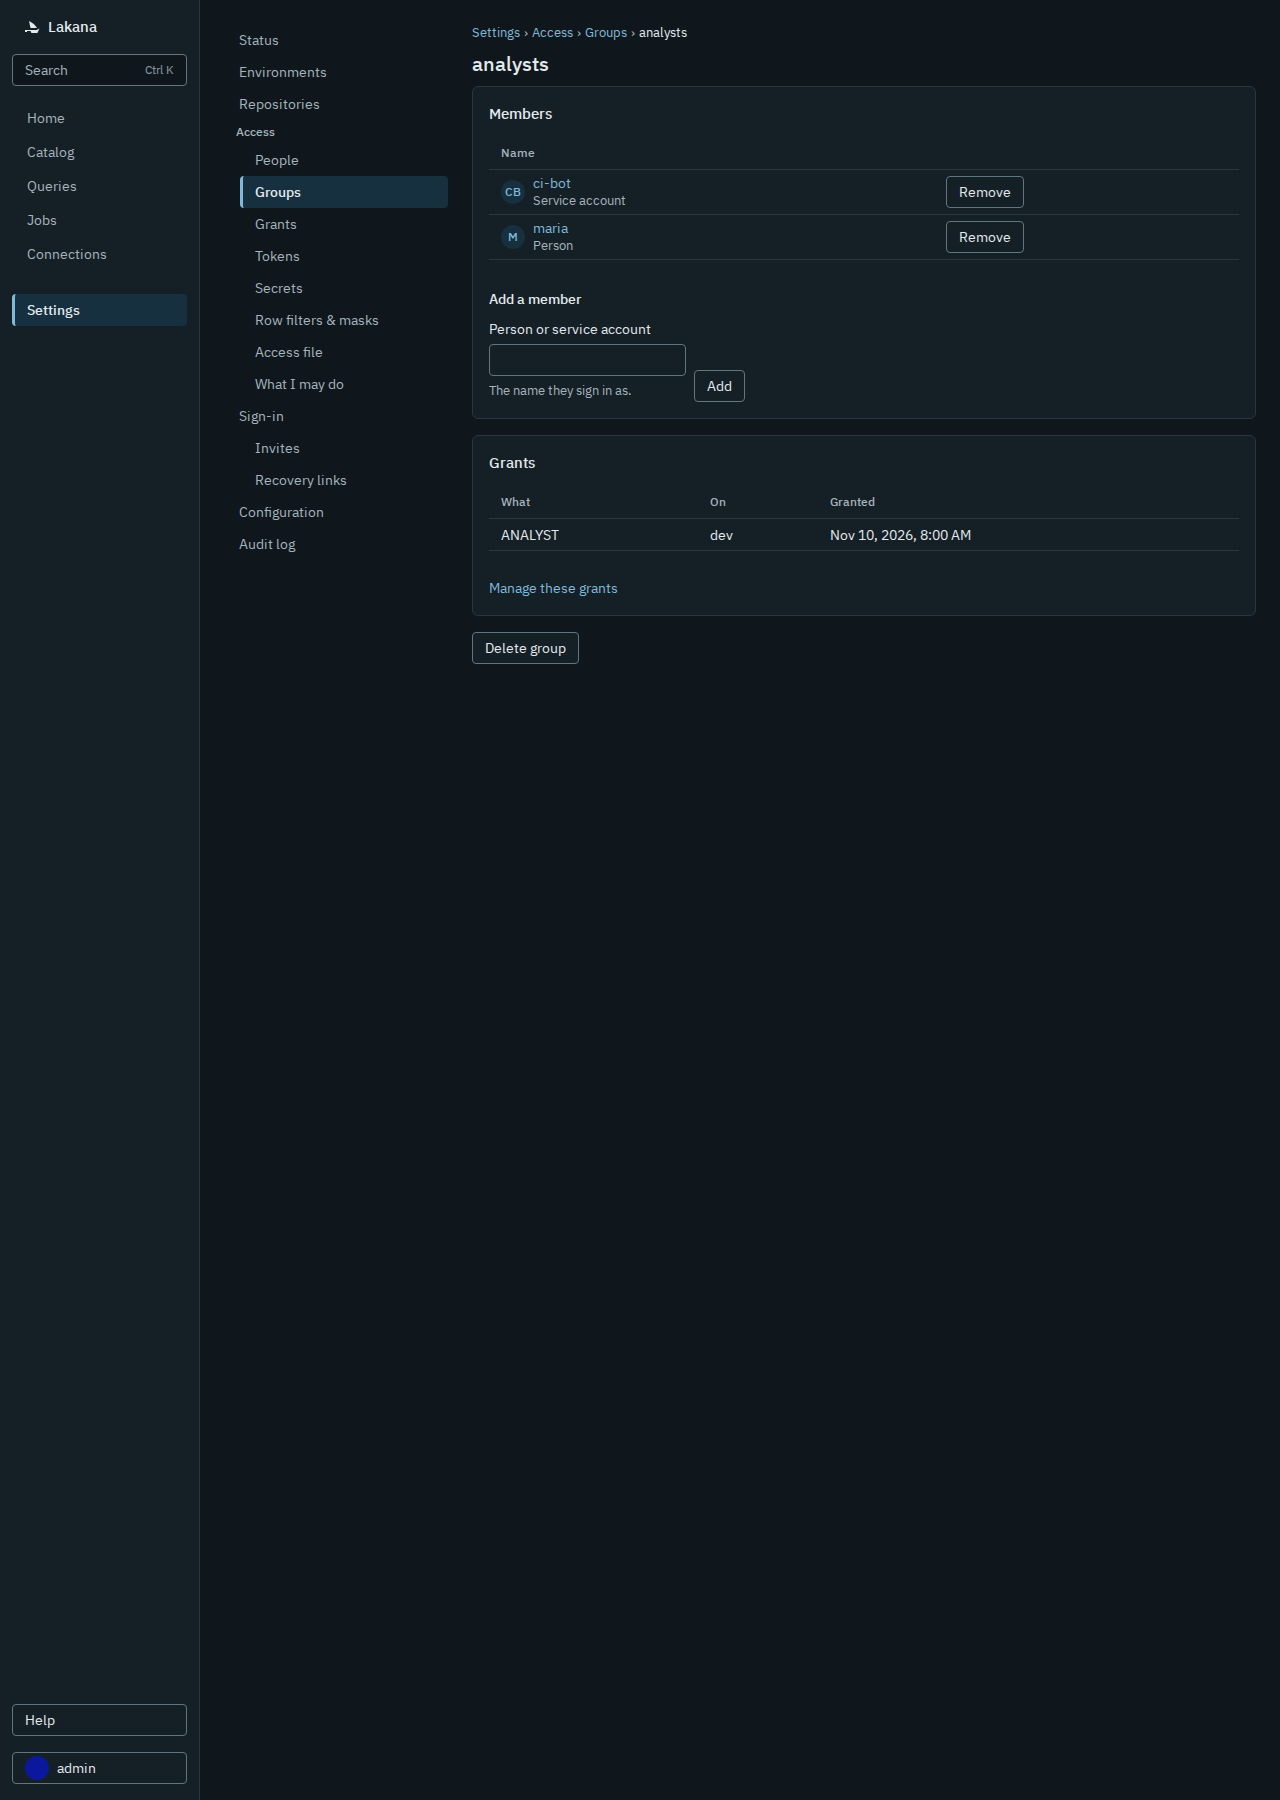 Lakana
Search Ctrl K
Home
Catalog
Queries
Jobs
Connections
Settings
Help
admin
Status
Environments
Repositories
Access
People
Groups
Grants
Tokens
Secrets
Row filters & masks
Access file
What I may do
Sign-in
Invites
Recovery links
Configuration
Audit log
Settings › Access › Groups › analysts
analysts
Members
Name
CB ci-bot
Service account
Remove
M maria
Person
Remove
Add a member
Person or service account
The name they sign in as.
Add
Grants
What On Granted
ANALYST dev Nov 10, 2026, 8:00 AM
Manage these grants
Delete group